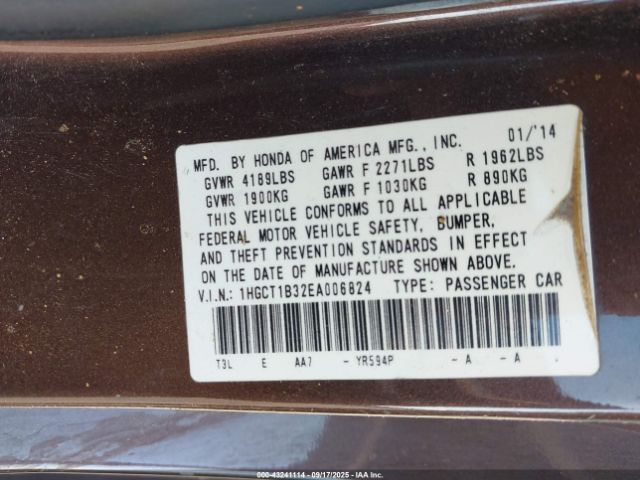 MFD. BY HONDA OF AMERICA MFG., INC. 01/'14
GVWR 4189LBS GAWR F 2271LBS R 1962LBS
GVWR 1900KG GAWR F 1030KG R 890KG
THIS VEHICLE CONFORMS TO ALL APPLICABLE
FEDERAL MOTOR VEHICLE SAFETY, BUMPER,
AND THEFT PREVENTION STANDARDS IN EFFECT
ON THE DATE OF MANUFACTURE SHOWN ABOVE.
V.I.N.: 1HGCT1B32EA006824 TYPE: PASSENGER CAR
T3L E AA7 - YR594P -A -A .
000-43241114 - 09/17/2025 - IAA Inc.